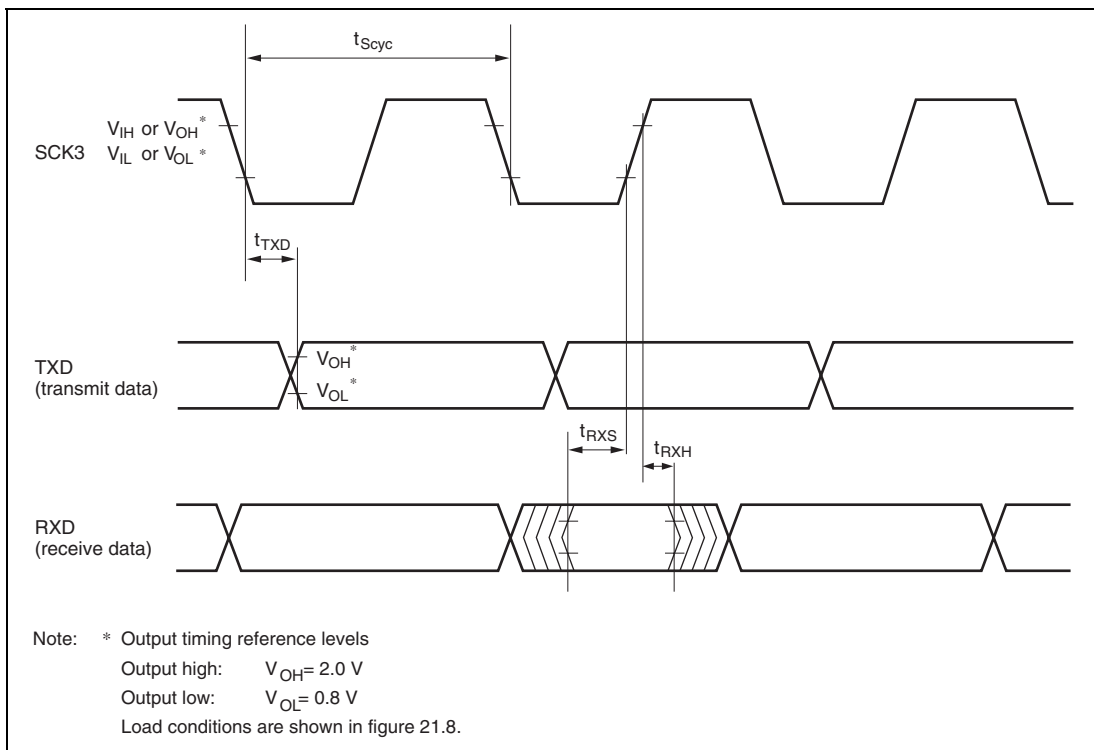 tScyc
VIH or VOH*
SCK3
VIL or VOL *
tTXD
TXD
(transmit data)
VOH*
VOL*
tRXS
tRXH
RXD
(receive data)
Note: * Output timing reference levels
Output high: VOH= 2.0 V
Output low: VOL= 0.8 V
Load conditions are shown in figure 21.8.